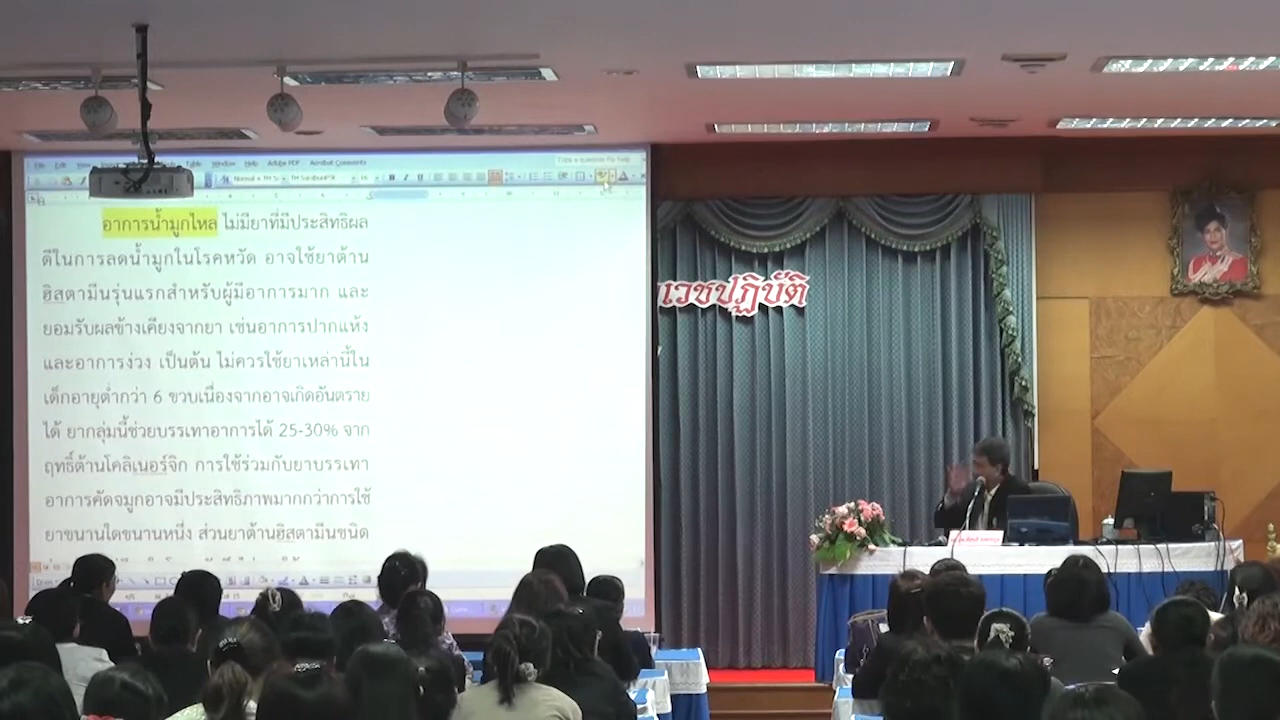 Table Window Help Adobe PDF Acrobat Comments
อาการน้ำมูกไหล ไม่มียาที่มีประสิทธิผล
ดีในการลดน้ำมูกในโรคหวัด อาจใช้ยาต้าน
ฮิสตามีนรุ่นแรกสำหรับผู้มีอาการมาก และ
ยอมรับผลข้างเคียงจากยา เช่นอาการปากแห้ง
และอาการง่วง เป็นต้น ไม่ควรใช้ยาเหล่านี้ใน
เด็กอายุต่ำกว่า 6 ขวบเนื่องจากอาจเกิดอันตราย
ได้ ยากลุ่มนี้ช่วยบรรเทาอาการได้ 25-30% จาก
ฤทธิ์ต้านโคลิเนอร์จิก การใช้ร่วมกับยาบรรเทา
อาการคัดจมูกอาจมีประสิทธิภาพมากกว่าการใช้
ยาขนานใดขนานหนึ่ง ส่วนยาต้านฮิสตามีนชนิด
เวชปฏิบัติ